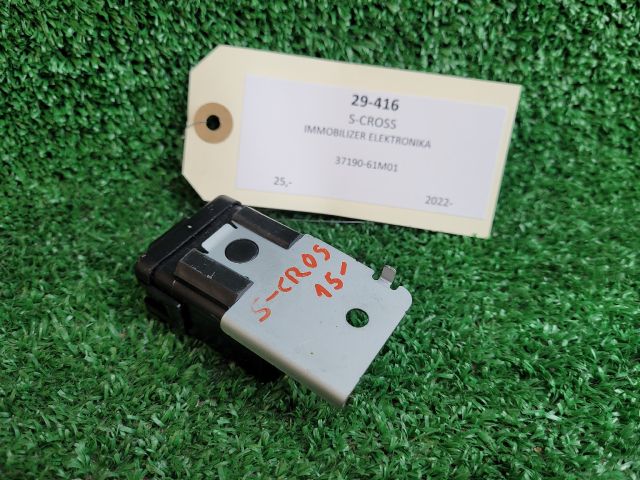 29-416
S-CROSS
IMMOBILIZER ELEKTRONIKA
37190-61M01
25,-
2022-
S-CROS
15-